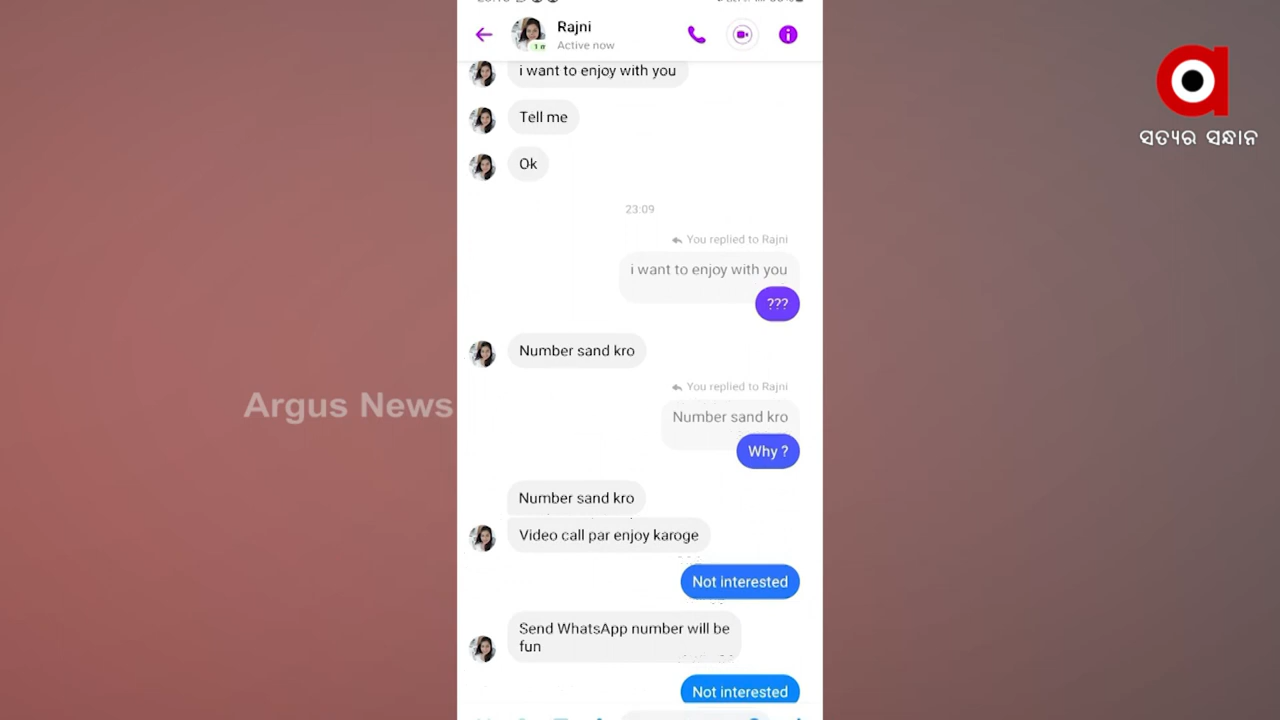 Rajni
Active now
i want to enjoy with you
Tell me
Ok
23:09
You replied to Rajni
i want to enjoy with you
???
Number sand kro
You replied to Rajni
Number sand kro
Why ?
Number sand kro
Video call par enjoy karoge
Not interested
Send WhatsApp number will be
fun
Not interested
Argus News
ସତ୍ୟର ସନ୍ଧାନ